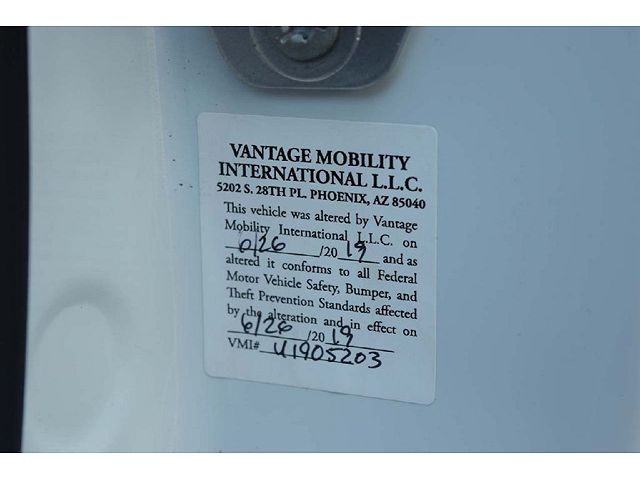 VANTAGE MOBILITY
INTERNATIONAL L.L.C.
5202 S. 28TH PL. PHOENIX, AZ 85040
This vehicle was altered by Vantage
Mobility International L.L.C. on
6/26 /20 19 and as
altered it conforms to all Federal
Motor Vehicle Safety, Bumper, and
Theft Prevention Standards affected
by the alteration and in effect on
6/26 /20 19
VMI# U1905203